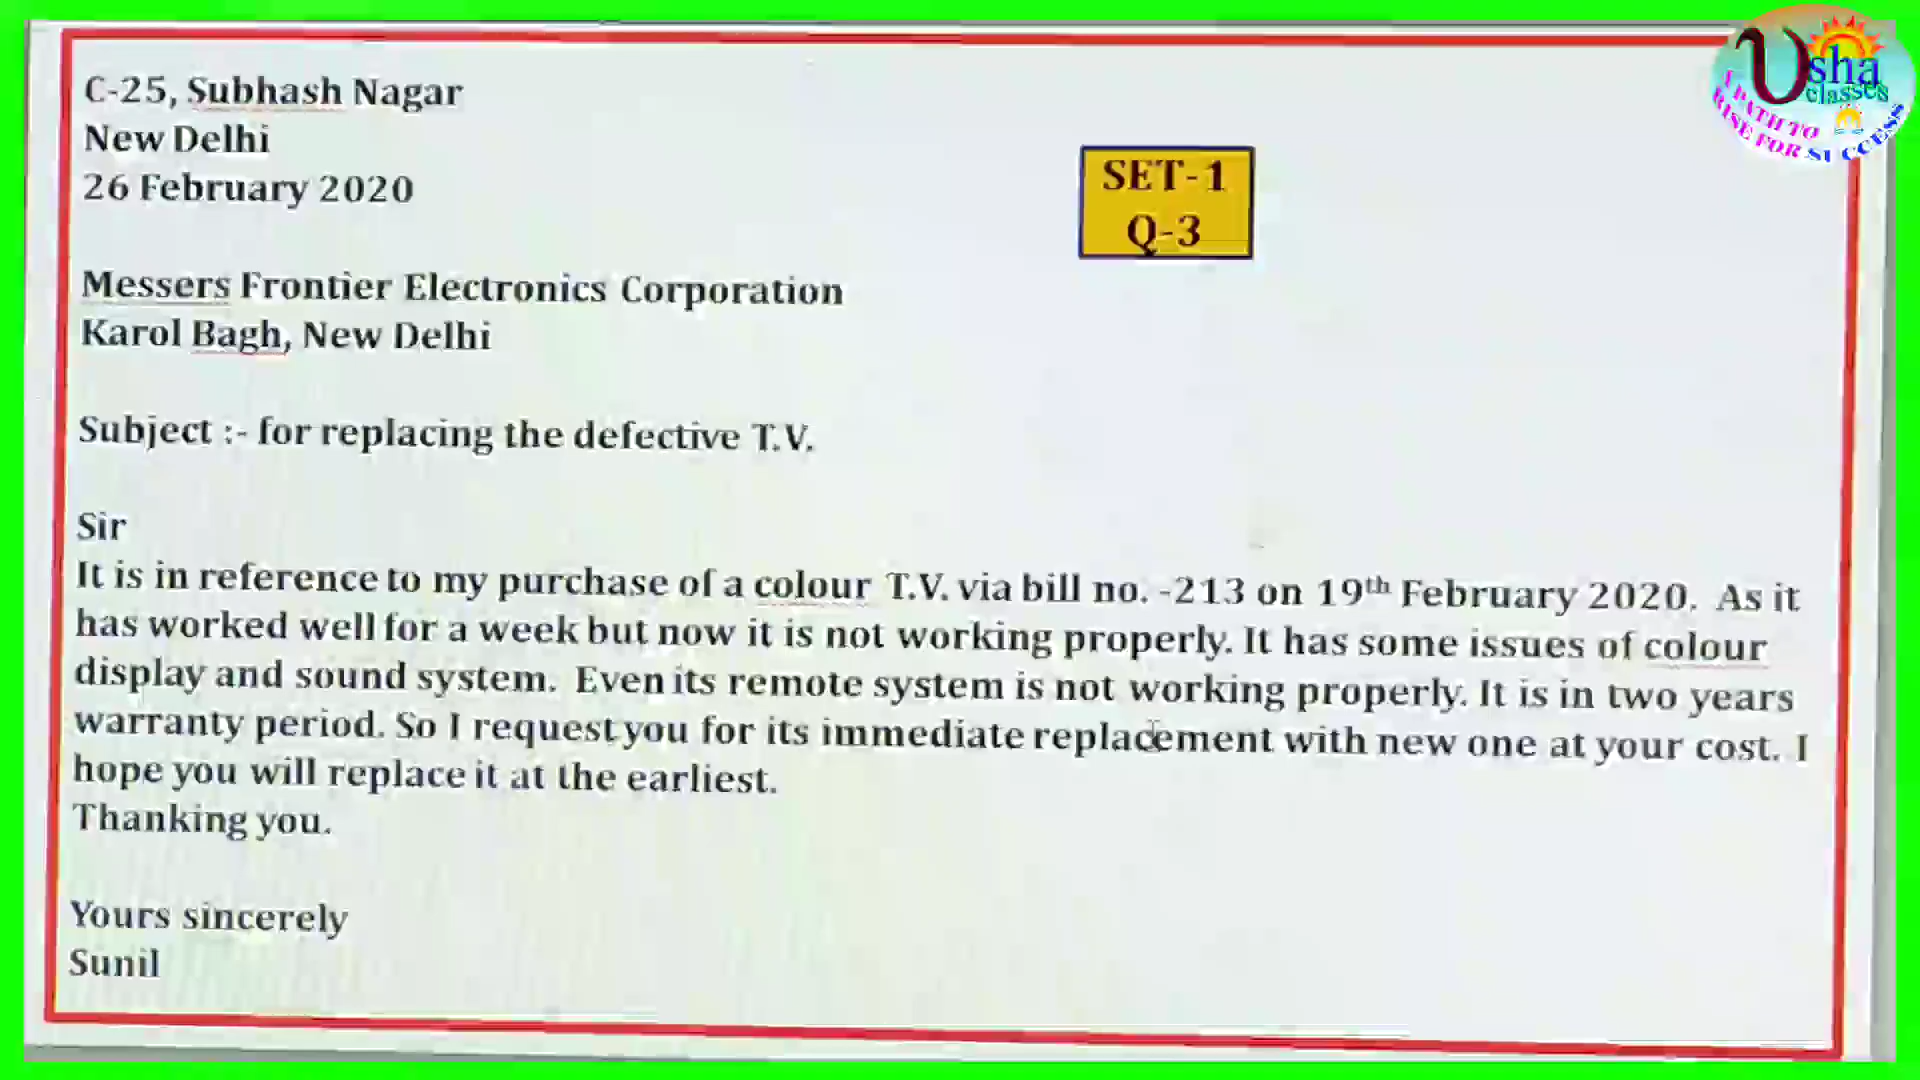 C-25, Subhash Nagar
New Delhi
26 February 2020
SET-1
Q-3
Messers Frontier Electronics Corporation
Karol Bagh, New Delhi
Subject :- for replacing the defective T.V.
Sir
It is in reference to my purchase of a colour T.V. via bill no. -213 on 19th February 2020. As it
has worked well for a week but now it is not working properly. It has some issues of colour
display and sound system. Even its remote system is not working properly. It is in two years
warranty period. So I request you for its immediate replacement with new one at your cost. I
hope you will replace it at the earliest.
Thanking you.
Yours sincerely
Sunil
Usha
classes
A PATH TO
RISE FOR SUCCESS